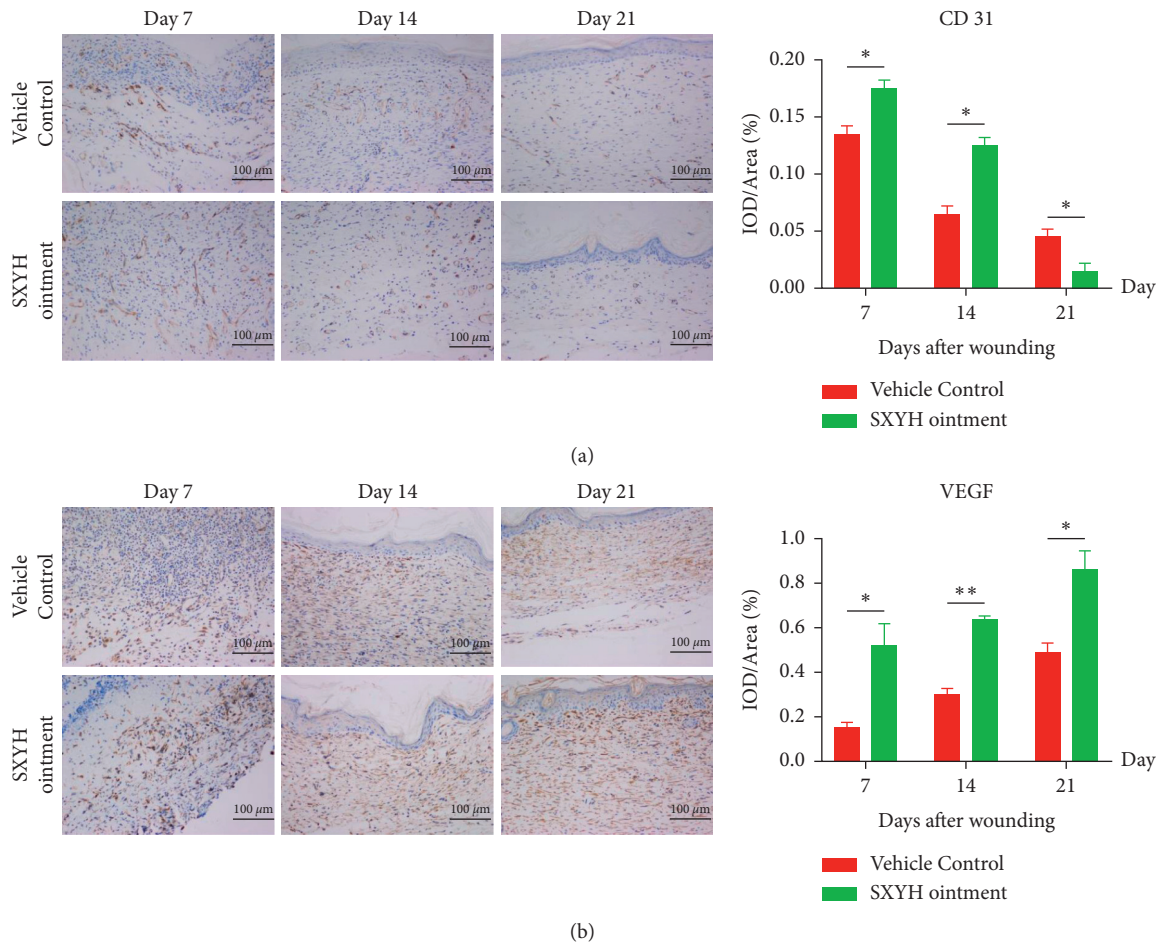 Day 7 Day 14 Day 21
Vehicle
Control
100 µm 100 µm 100 µm
SXYH
ointment
100 µm 100 µm 100 µm
CD 31
IOD/Area (%)
0.20
0.15
0.10
0.05
0.00
* * *
7 14 21 Day
Days after wounding
Vehicle Control
SXYH ointment
(a)
Day 7 Day 14 Day 21
Vehicle
Control
100 µm 100 µm 100 µm
SXYH
ointment
100 µm 100 µm 100 µm
VEGF
IOD/Area (%)
1.0
0.8
0.6
0.4
0.2
0.0
* ** *
7 14 21 Day
Days after wounding
Vehicle Control
SXYH ointment
(b)